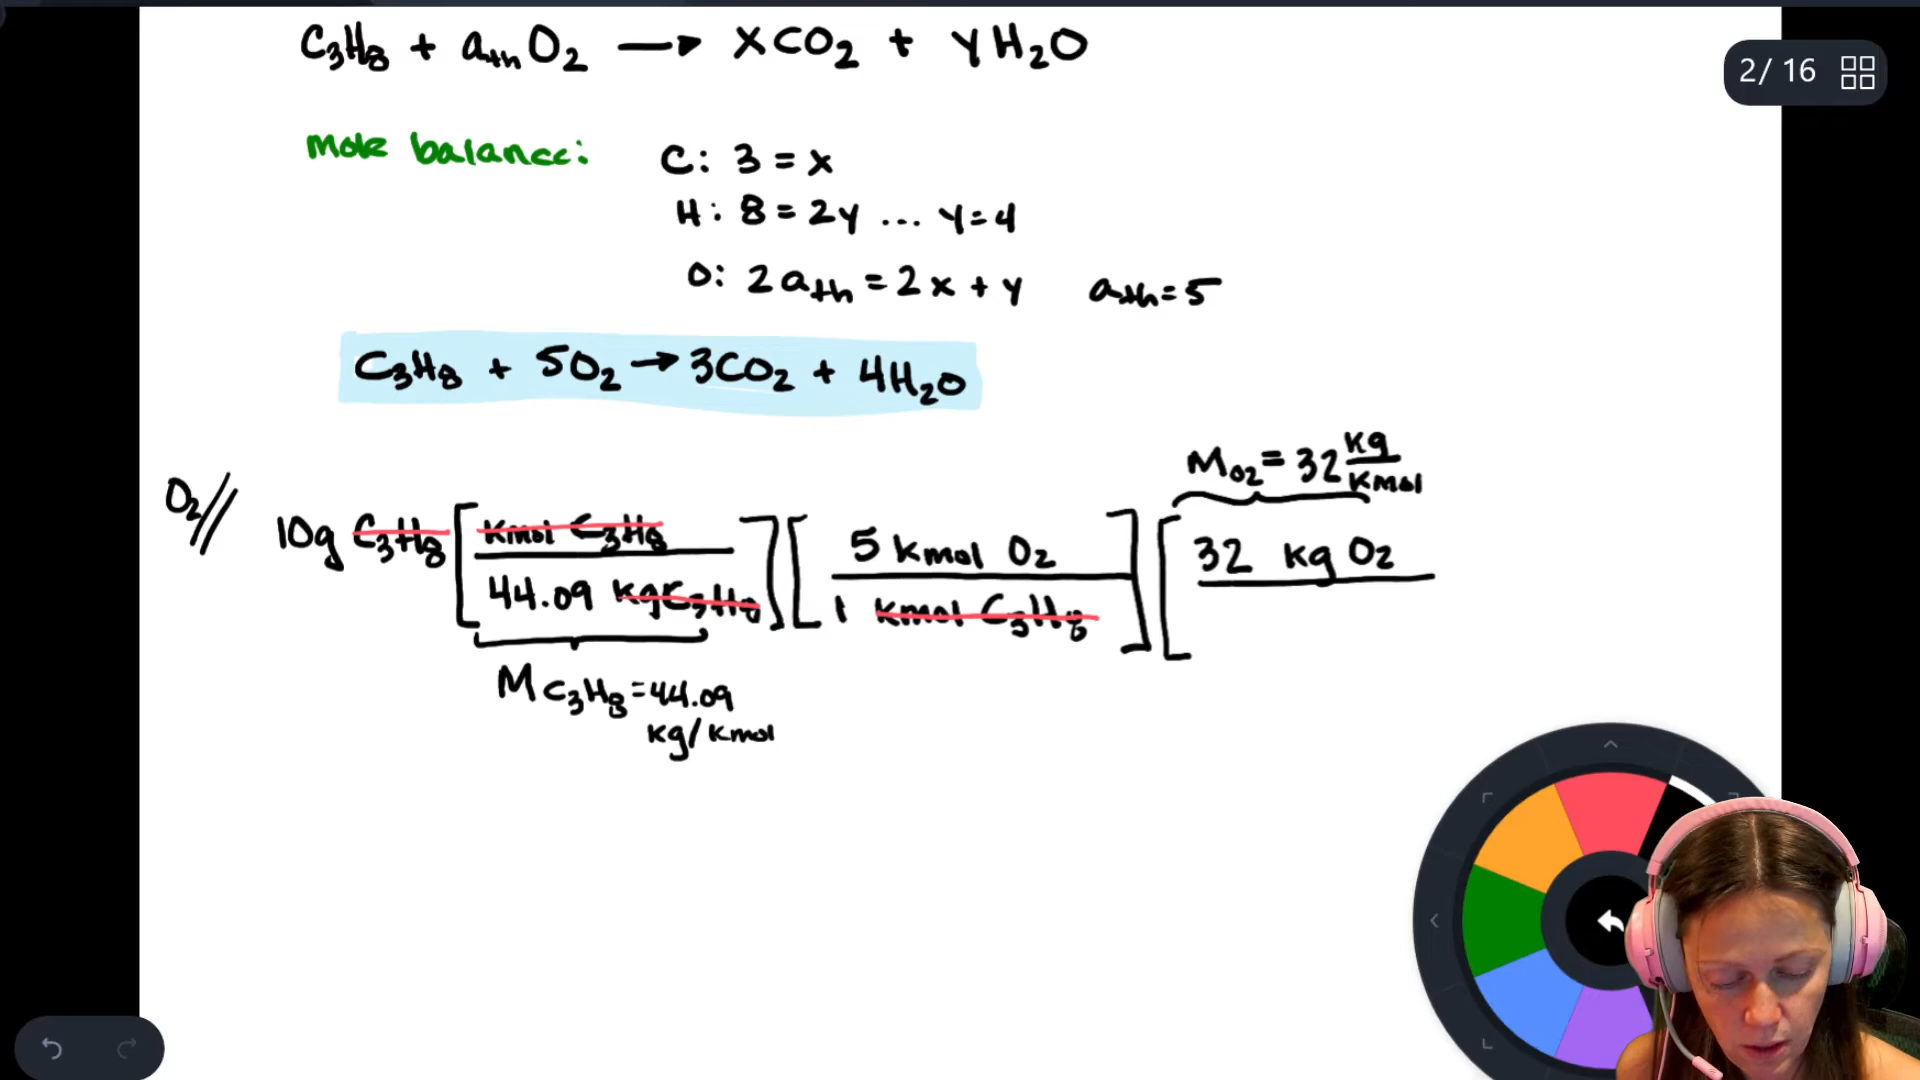 C3H8 + ath O2 → XCO2 + YH2O
2/ 16
mole balance: C: 3 = x
H: 8 = 2y ... y=4
O: 2ath = 2x + y ath=5
C3H8 + 5O2 → 3CO2 + 4H2O
MO2 = 32 kg/kmol
O2//
10g C3H8 [kmol C3H8 / 44.09 kg C3H8] [5 kmol O2 / 1 kmol C3H8] [32 kg O2
MC3H8 = 44.09
kg/kmol